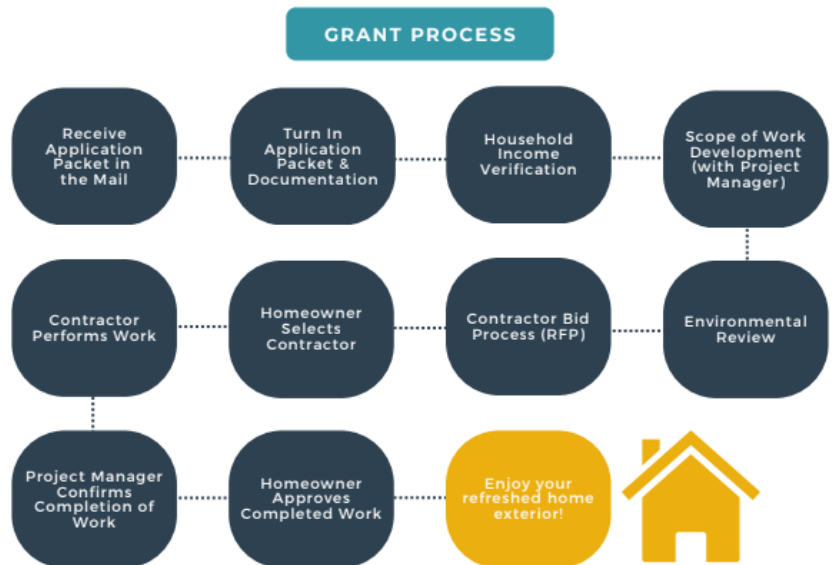 GRANT PROCESS
Receive
Application
Packet in
the Mail
Turn In
Application
Packet &
Documentation
Household
Income
Verification
Scope of Work
Development
(with Project
Manager)
Environmental
Review
Contractor Bid
Process (RFP)
Homeowner
Selects
Contractor
Contractor
Performs Work
Project Manager
Confirms
Completion of
Work
Homeowner
Approves
Completed Work
Enjoy your
refreshed home
exterior!